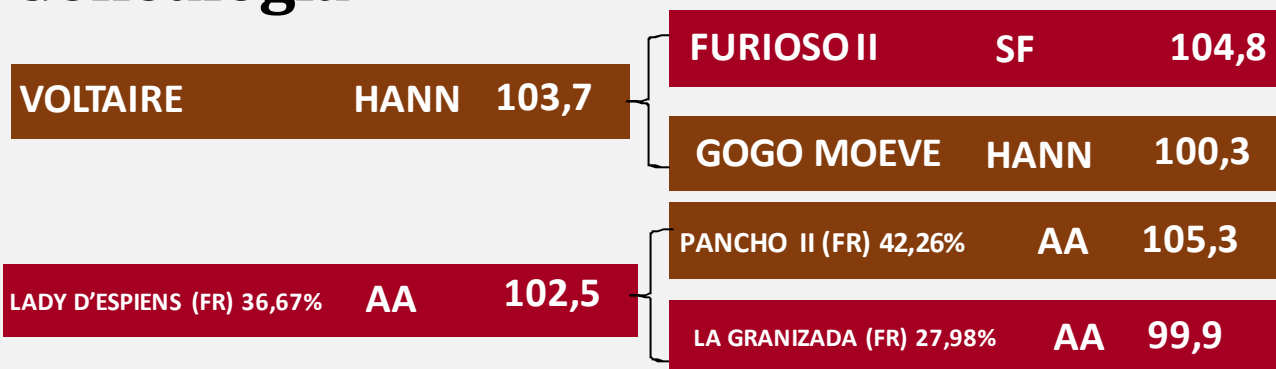 FURIOSO II SF 104,8
VOLTAIRE HANN 103,7
GOGO MOEVE HANN 100,3
PANCHO II (FR) 42,26% AA 105,3
LADY D’ESPIENS (FR) 36,67% AA 102,5
LA GRANIZADA (FR) 27,98% AA 99,9